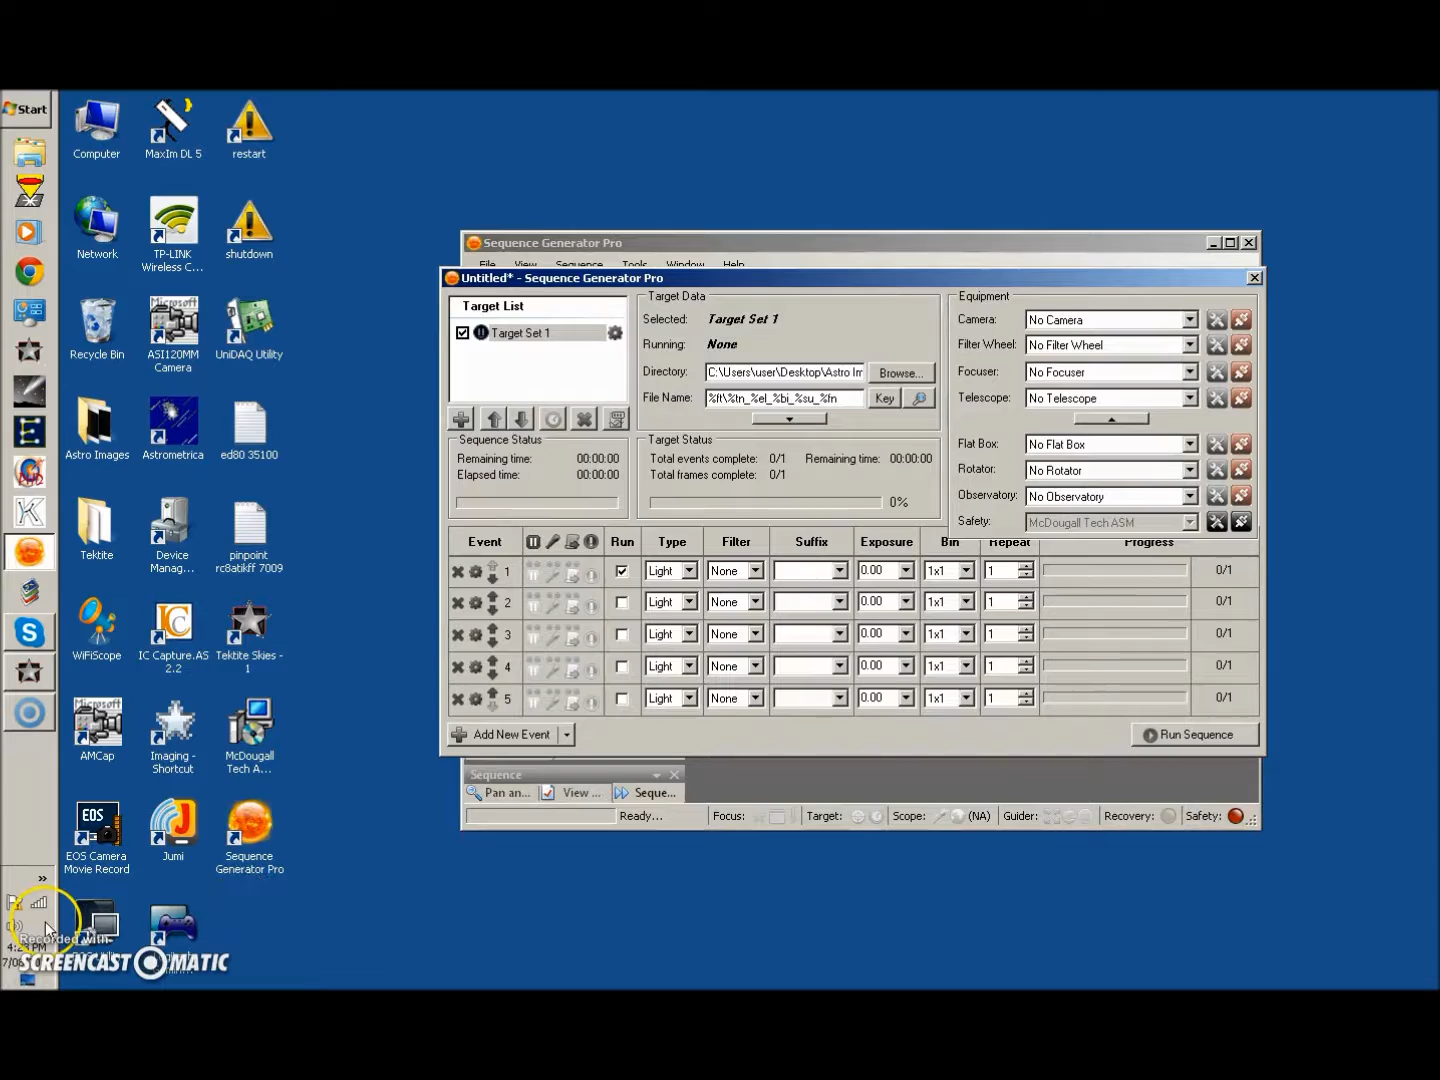 Start
Computer
MaxIm DL 5
restart
Network
TP-LINK
Wireless C...
shutdown
Recycle Bin
Microsoft
ASI120MM
Camera
UniDAQ Utility
Astro Images
Astrometrica
ed80 35100
Tektite
Device
Manag...
pinpoint
rc8atikff 7009
WiFiScope
IC Capture.AS
2.2
Tektite Skies -
1
Microsoft
AMCap
Imaging -
Shortcut
McDougall
Tech A...
EOS
EOS Camera
Movie Record
Jumi
Sequence
Generator Pro
Recorded with
SCREENCAST MATIC
Sequence Generator Pro
File View Sequence Tools Window Help
Untitled* - Sequence Generator Pro
Target List
Target Set 1
Target Data
Selected: Target Set 1
Running: None
Directory: C:\Users\user\Desktop\Astro Im Browse...
File Name: %ft\%tn_%el_%bi_%su_%fn Key
Equipment
Camera: No Camera
Filter Wheel: No Filter Wheel
Focuser: No Focuser
Telescope: No Telescope
Flat Box: No Flat Box
Rotator: No Rotator
Observatory: No Observatory
Safety: McDougall Tech ASM
Sequence Status
Remaining time: 00:00:00
Elapsed time: 00:00:00
Target Status
Total events complete: 0/1 Remaining time: 00:00:00
Total frames complete: 0/1
0%
Event Run Type Filter Suffix Exposure Bin Repeat Progress
1 Light None 0.00 1x1 1 0/1
2 Light None 0.00 1x1 1 0/1
3 Light None 0.00 1x1 1 0/1
4 Light None 0.00 1x1 1 0/1
5 Light None 0.00 1x1 1 0/1
Add New Event Run Sequence
Sequence
Pan an... View ... Seque...
Ready... Focus: Target: Scope: (NA) Guider: Recovery: Safety: